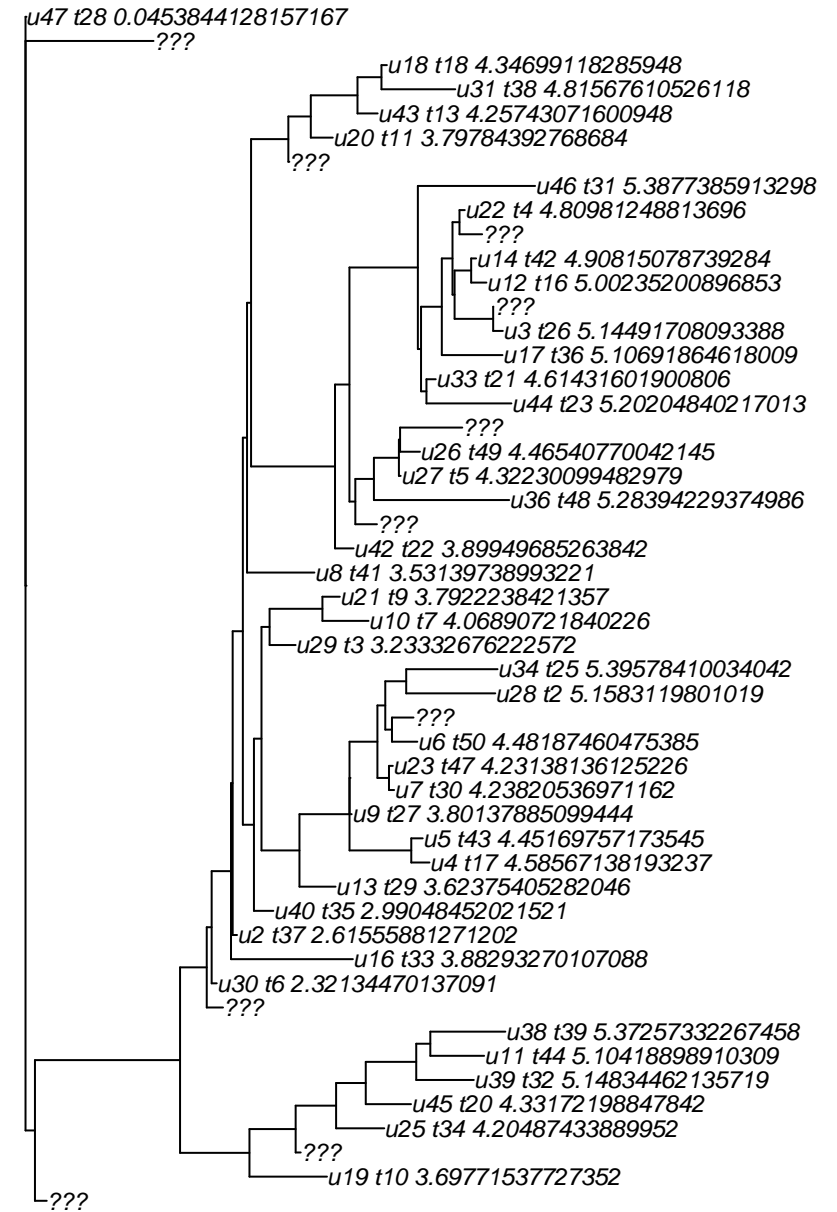 u47 t28 0.0453844128157167
???
u18 t18 4.34699118285948
u31 t38 4.81567610526118
u43 t13 4.25743071600948
u20 t11 3.79784392768684
???
u46 t31 5.3877385913298
u22 t4 4.80981248813696
???
u14 t42 4.90815078739284
u12 t16 5.00235200896853
???
u3 t26 5.14491708093388
u17 t36 5.10691864618009
u33 t21 4.61431601900806
u44 t23 5.20204840217013
???
u26 t49 4.46540770042145
u27 t5 4.32230099482979
u36 t48 5.28394229374986
???
u42 t22 3.89949685263842
u8 t41 3.53139738993221
u21 t9 3.7922238421357
u10 t7 4.06890721840226
u29 t3 3.23332676222572
u34 t25 5.39578410034042
u28 t2 5.1583119801019
???
u6 t50 4.48187460475385
u23 t47 4.23138136125226
u7 t30 4.23820536971162
u9 t27 3.80137885099444
u5 t43 4.45169757173545
u4 t17 4.58567138193237
u13 t29 3.62375405282046
u40 t35 2.99048452021521
u2 t37 2.61555881271202
u16 t33 3.88293270107088
u30 t6 2.32134470137091
???
u38 t39 5.37257332267458
u11 t44 5.10418898910309
u39 t32 5.14834462135719
u45 t20 4.33172198847842
u25 t34 4.20487433889952
???
u19 t10 3.69771537727352
???